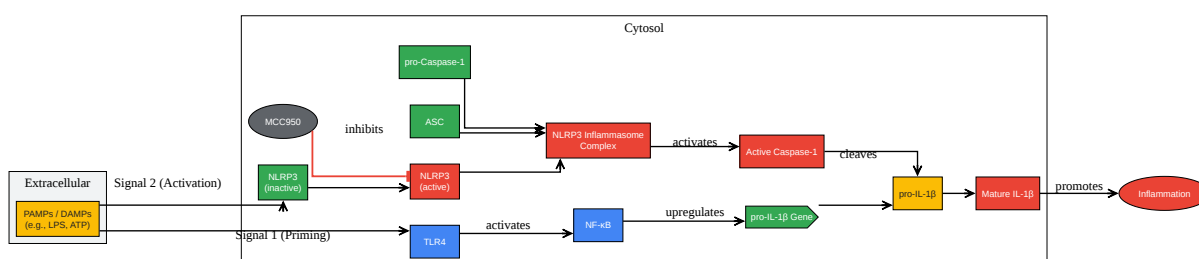 Cytosol
pro-Caspase-1
MCC950
inhibits
ASC
NLRP3 Inflammasome
Complex
activates
Active Caspase-1
cleaves
Extracellular
Signal 2 (Activation)
NLRP3
(inactive)
NLRP3
(active)
pro-IL-1β
Mature IL-1β
promotes
Inflammation
PAMPs / DAMPs
(e.g., LPS, ATP)
Signal 1 (Priming)
TLR4
activates
NF-κB
upregulates
pro-IL-1β Gene